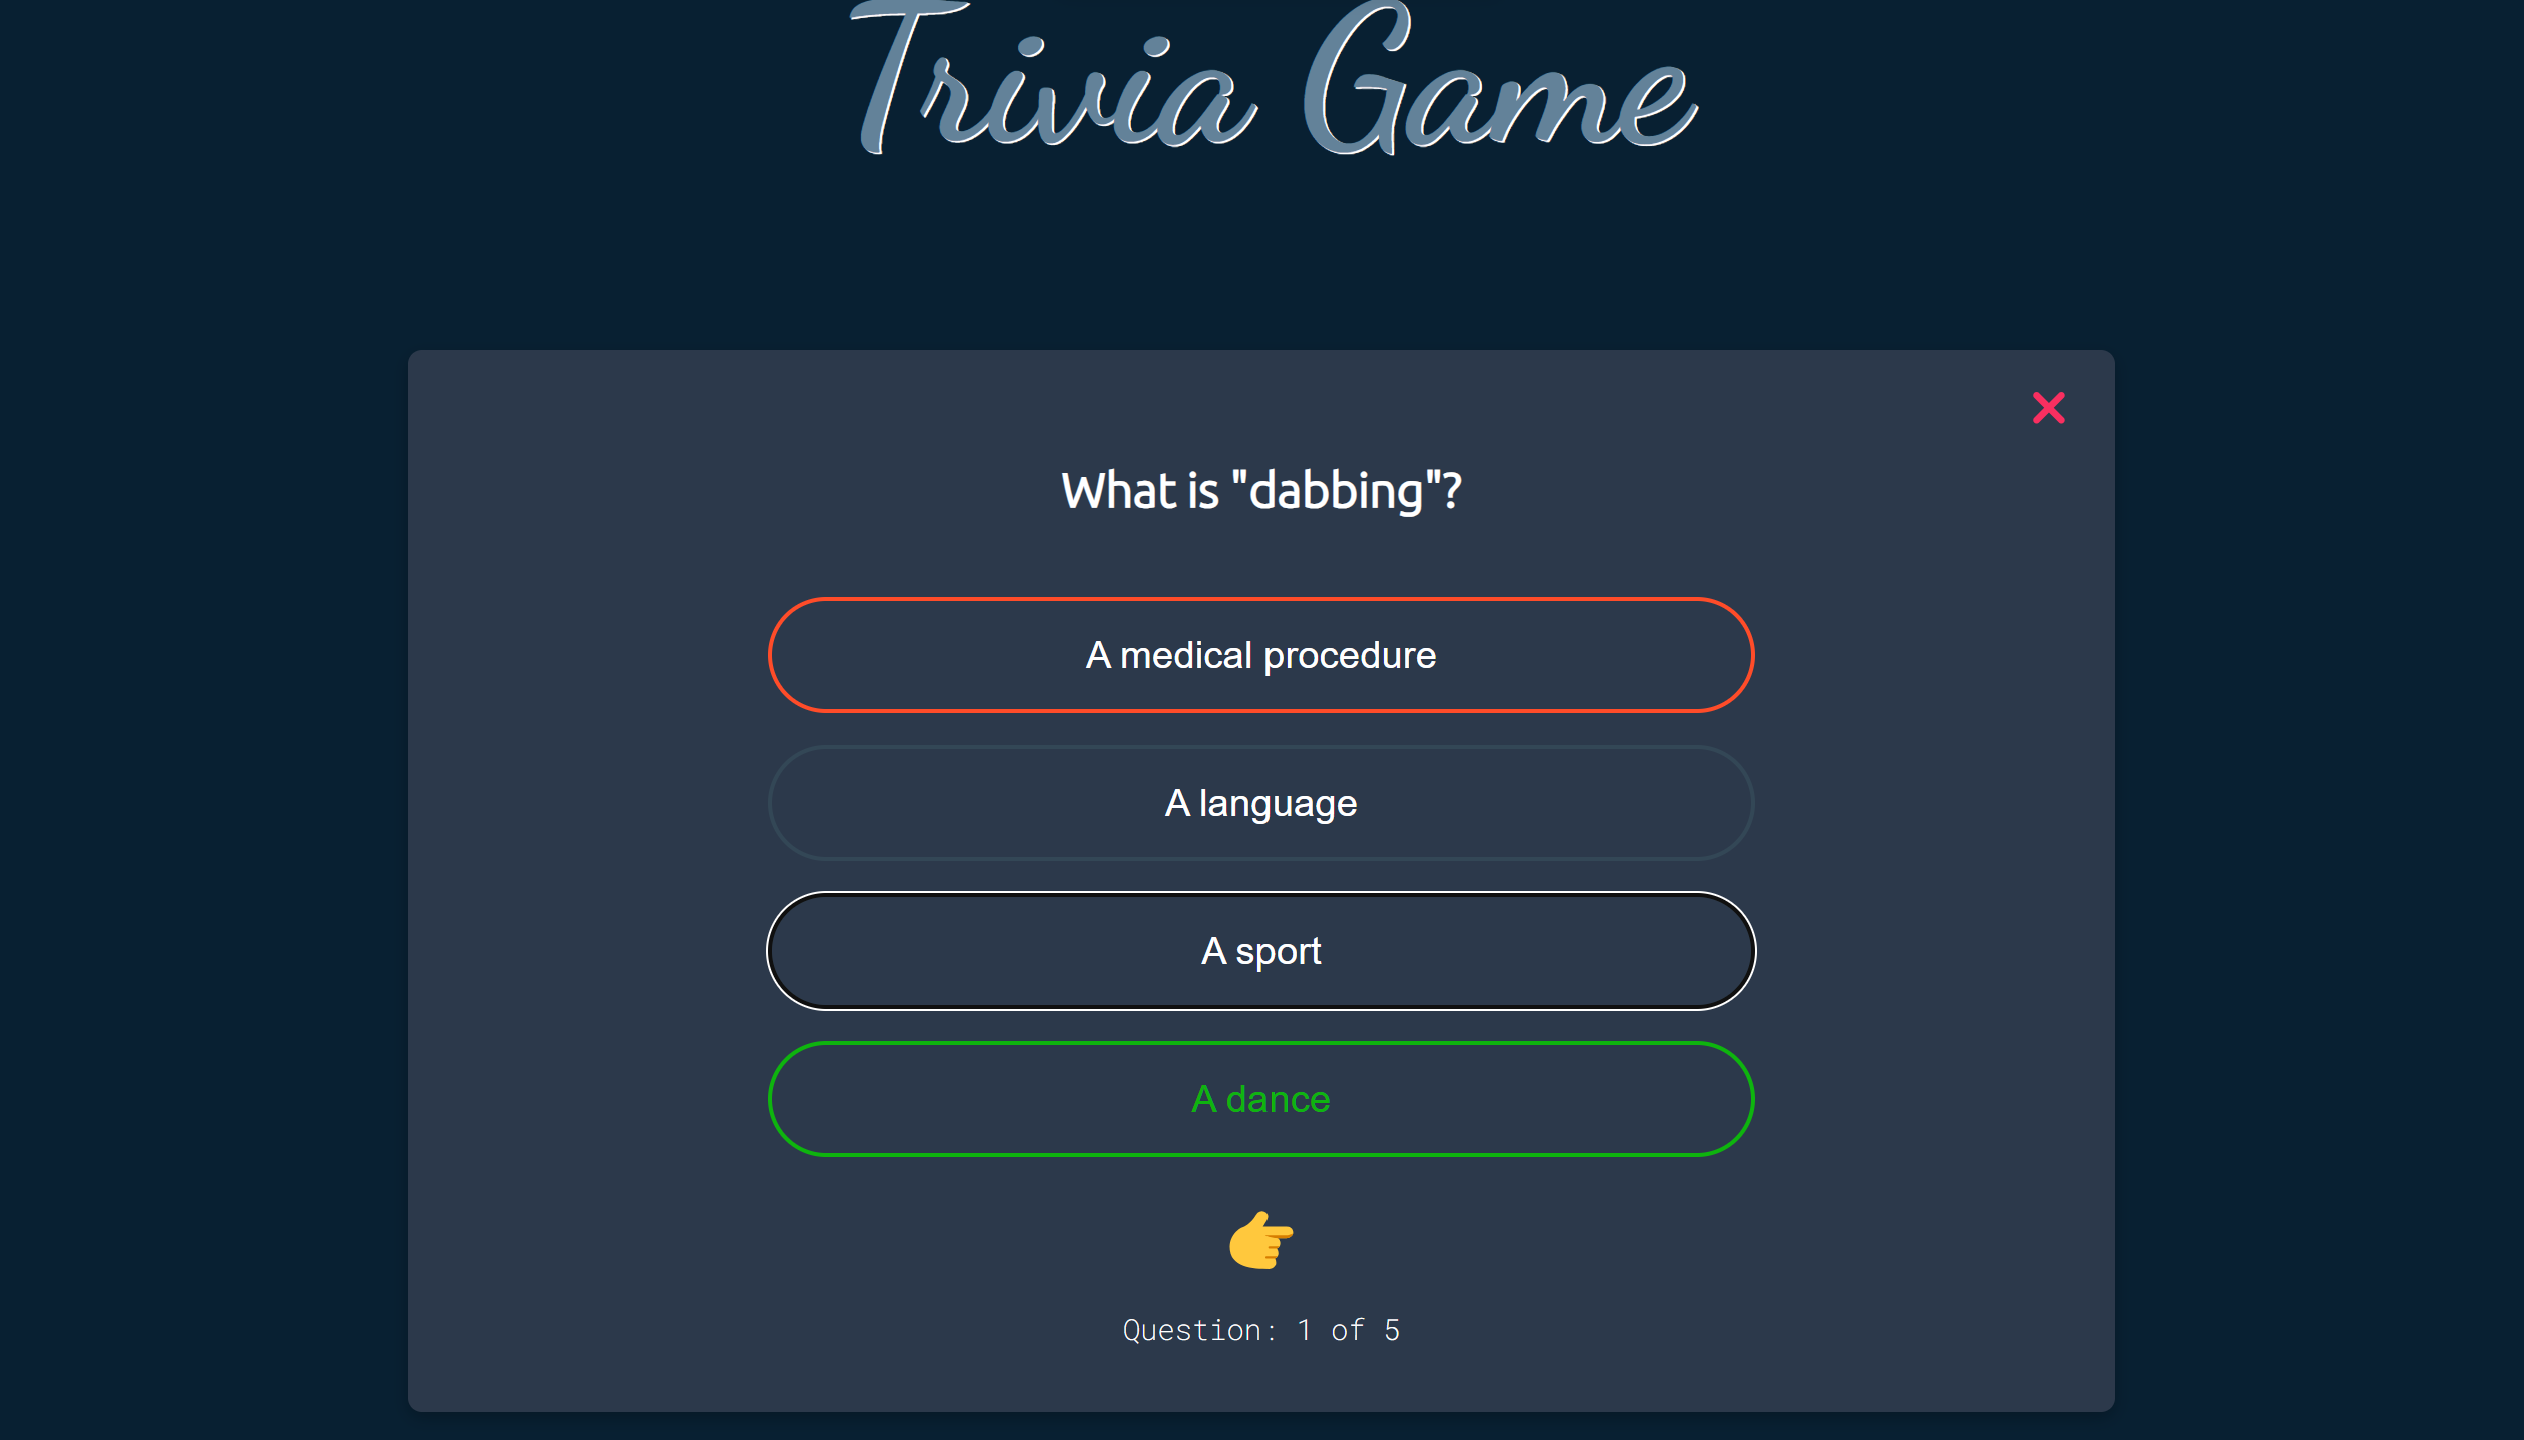 Trivia Game
What is "dabbing"?
A medical procedure
A language
A sport
A dance
Question: 1 of 5